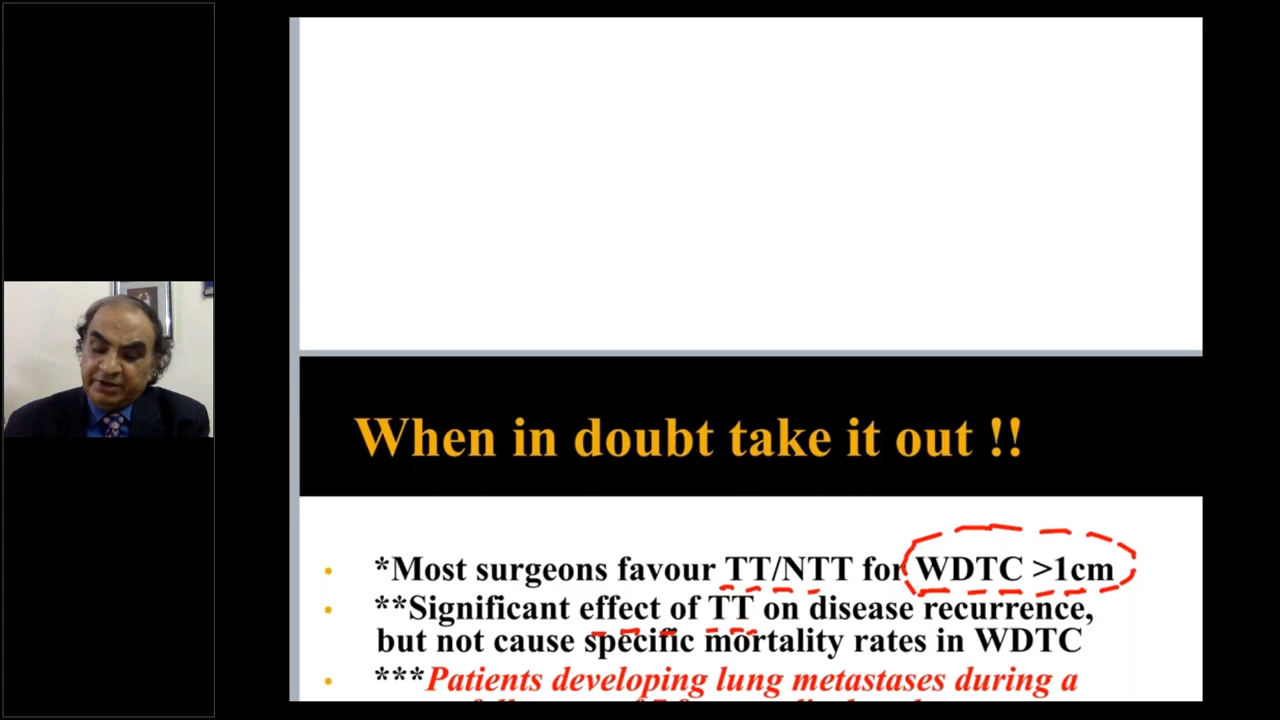 When in doubt take it out !!
*Most surgeons favour TT/NTT for WDTC >1cm
**Significant effect of TT on disease recurrence,
but not cause specific mortality rates in WDTC
***Patients developing lung metastases during a